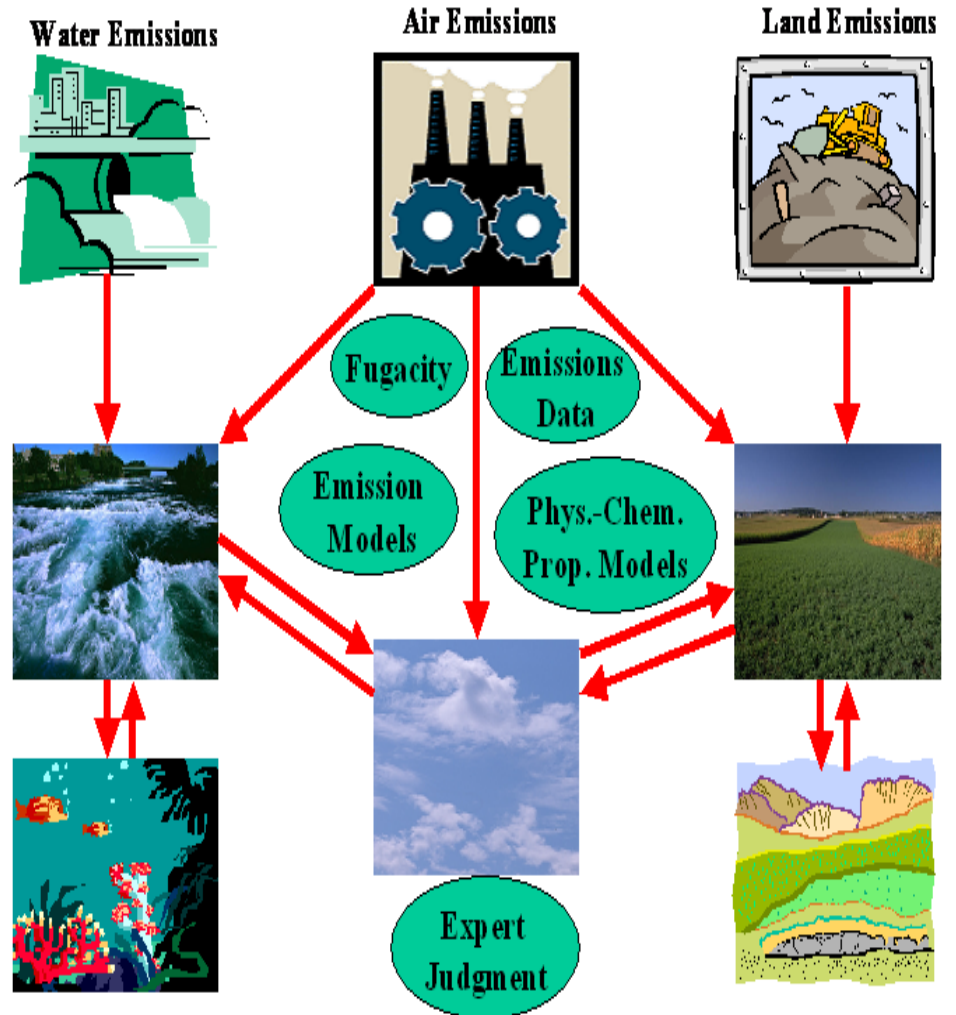 Water Emissions
Air Emissions
Land Emissions
Fugacity
Emissions
Data
Emission
Models
Phys.-Chem.
Prop. Models
Expert
Judgment